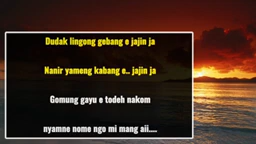 Dudak lingong gebang e jajin ja
Nanir yameng kabang e.. jajin ja
Gomung gayu e todeh nakom
nyamne nome ngo mi mang aii.....